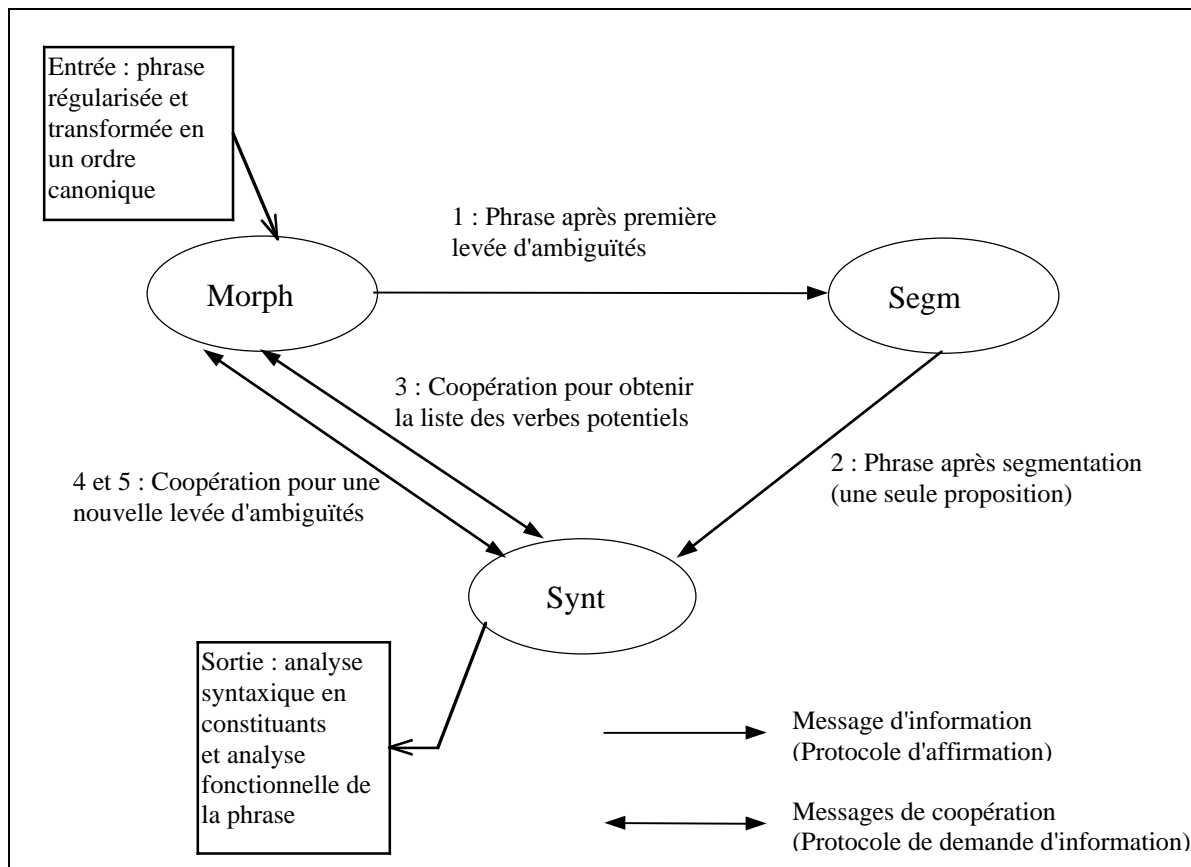 Entrée : phrase
régularisée et
transformée en
un ordre
canonique
1 : Phrase après première
levée d'ambiguïtés
Morph
Segm
3 : Coopération pour obtenir
la liste des verbes potentiels
4 et 5 : Coopération pour une
nouvelle levée d'ambiguïtés
2 : Phrase après segmentation
(une seule proposition)
Synt
Sortie : analyse
syntaxique en
constituants
et analyse
fonctionnelle de
la phrase
Message d'information
(Protocole d'affirmation)
Messages de coopération
(Protocole de demande d'information)